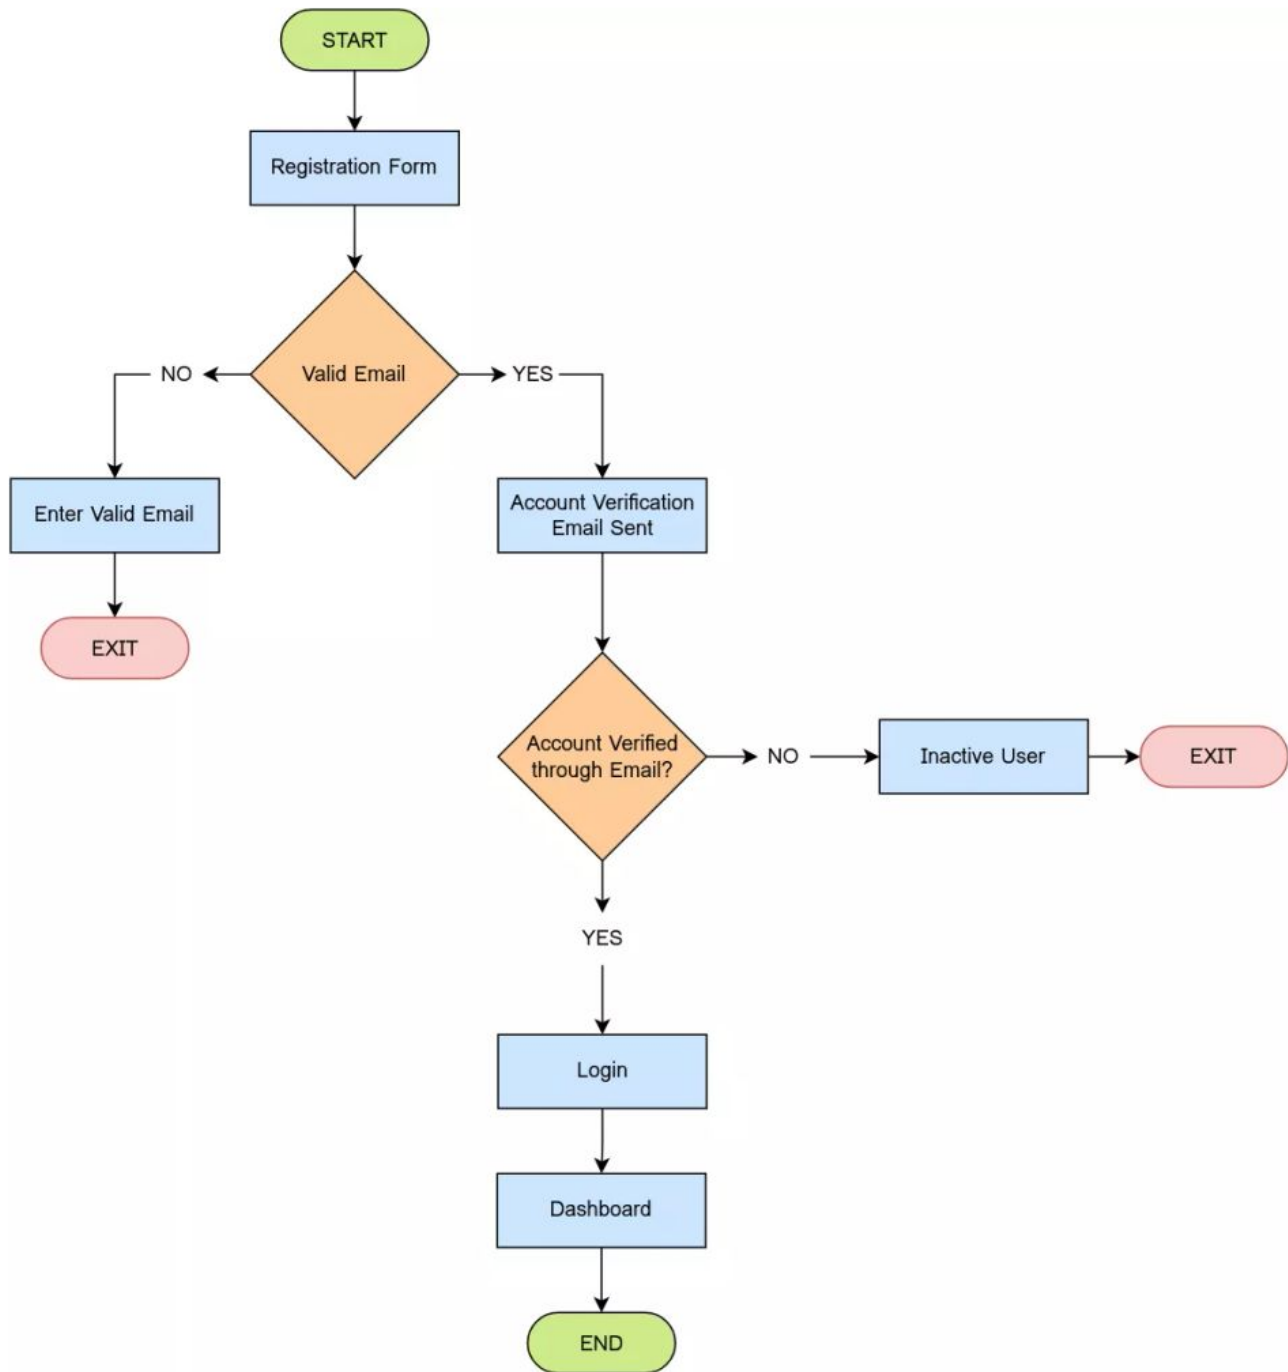 START
Registration Form
Valid Email
NO
YES
Enter Valid Email
Account Verification
Email Sent
EXIT
Account Verified
through Email?
NO
Inactive User
EXIT
YES
Login
Dashboard
END